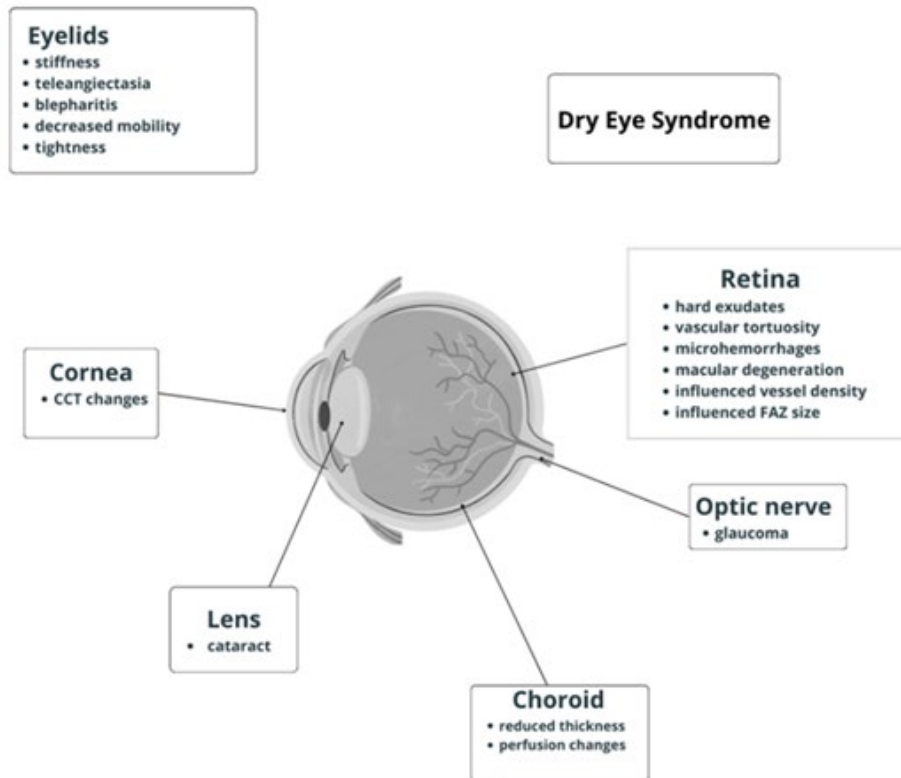 Eyelids
• stiffness
• teleangiectasia
• blepharitis
• decreased mobility
• tightness
Dry Eye Syndrome
Retina
• hard exudates
• vascular tortuosity
• microhemorrhages
• macular degeneration
• influenced vessel density
• influenced FAZ size
Cornea
• CCT changes
Optic nerve
• glaucoma
Lens
• cataract
Choroid
• reduced thickness
• perfusion changes